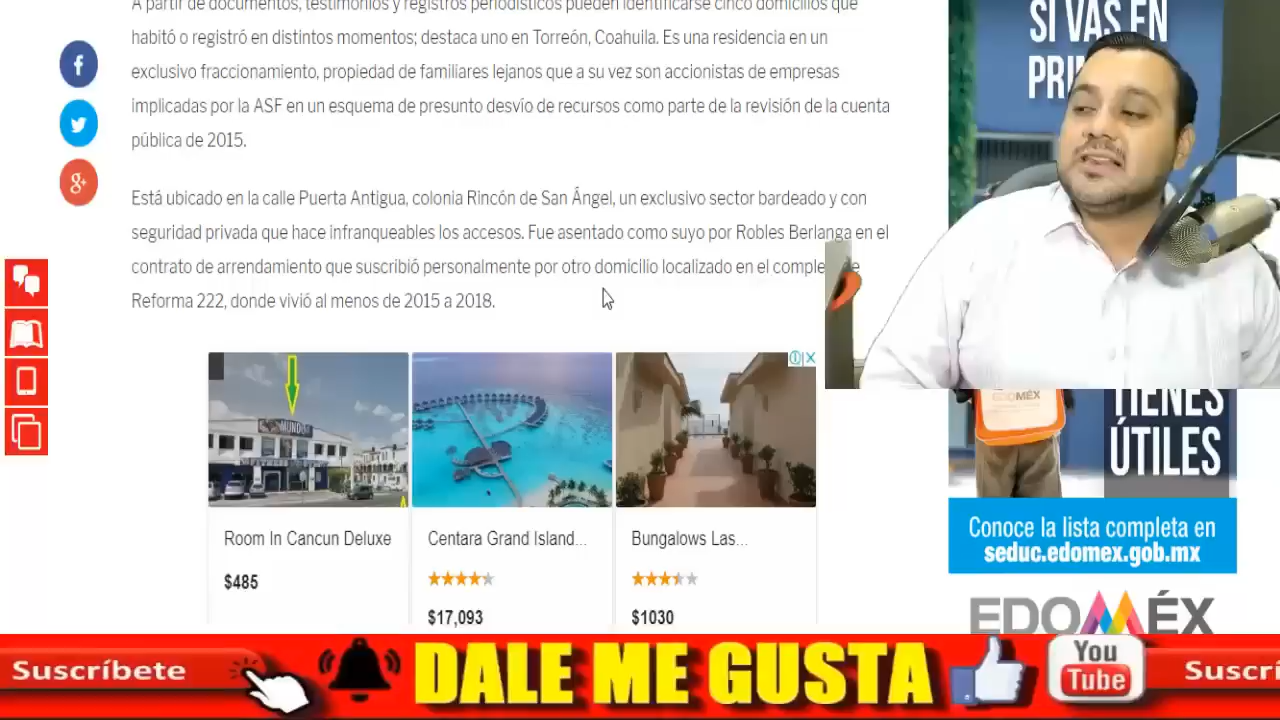 A partir de documentos, testimonios y registros periodísticos pueden identificarse cinco domicilios que
habitó o registró en distintos momentos; destaca uno en Torreón, Coahuila. Es una residencia en un
exclusivo fraccionamiento, propiedad de familiares lejanos que a su vez son accionistas de empresas
implicadas por la ASF en un esquema de presunto desvío de recursos como parte de la revisión de la cuenta
pública de 2015.
Está ubicado en la calle Puerta Antigua, colonia Rincón de San Ángel, un exclusivo sector bardeado y con
seguridad privada que hace infranqueables los accesos. Fue asentado como suyo por Robles Berlanga en el
contrato de arrendamiento que suscribió personalmente por otro domicilio localizado en el
Reforma 222, donde vivió al menos de 2015 a 2018.
f
g+
MUNDO
Room In Cancun Deluxe
$485
Centara Grand Island...
$17,093
Bungalows Las...
$1030
SI VAS EN
EDOMÉX
TIENES
ÚTILES
Conoce la lista completa en
seduc.edomex.gob.mx
EDOMÉX
Suscríbete
DALE ME GUSTA
You
Tube
Suscrí